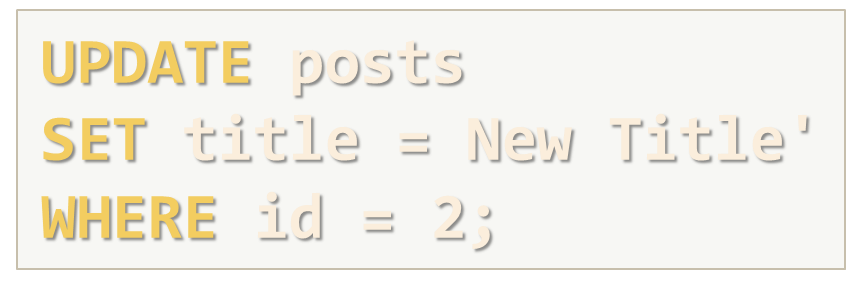 UPDATE posts
SET title = New Title'
WHERE id = 2;